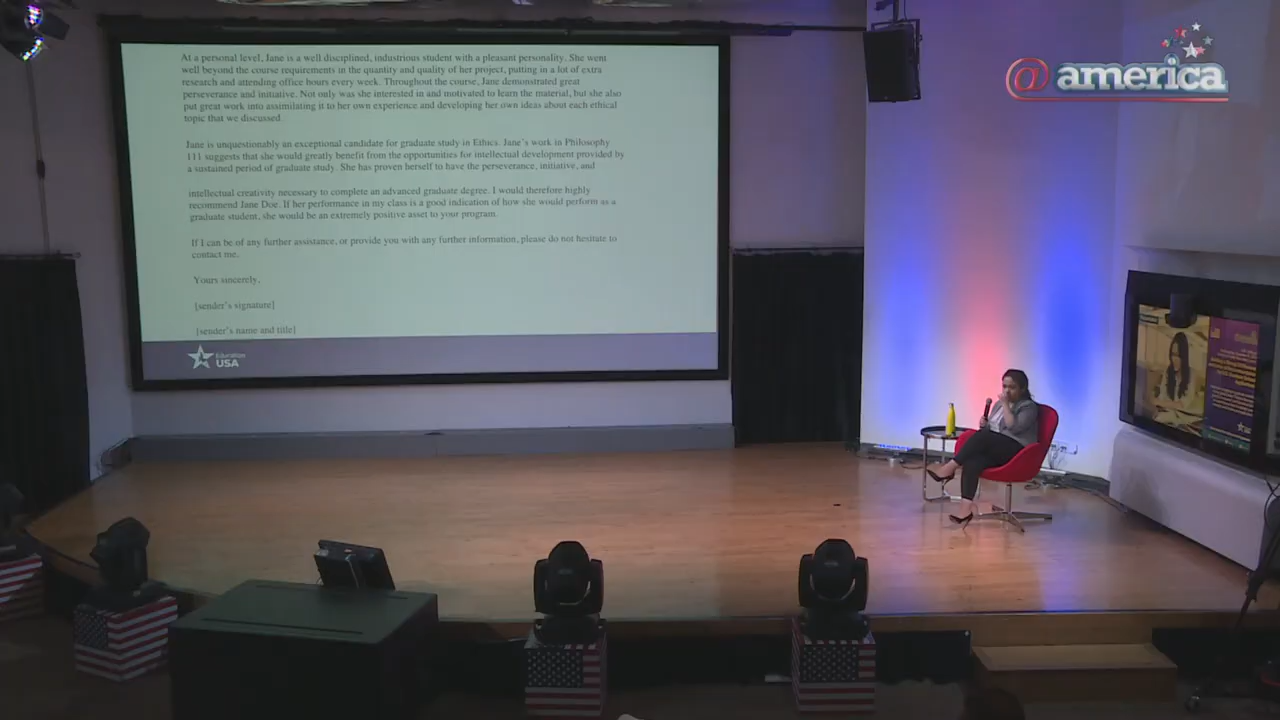 At a personal level, Jane is a well disciplined, industrious student with a pleasant personality. She went
well beyond the course requirements in the quantity and quality of her project, putting in a lot of extra
research and attending office hours every week. Throughout the course, Jane demonstrated great
perseverance and initiative. Not only was she interested in and motivated to learn the material, but she also
put great work into assimilating it to her own experience and developing her own ideas about each ethical
topic that we discussed.
Jane is unquestionably an exceptional candidate for graduate study in Ethics. Jane's work in Philosophy
111 suggests that she would greatly benefit from the opportunities for intellectual development provided by
a sustained period of graduate study. She has proven herself to have the perseverance, initiative, and
intellectual creativity necessary to complete an advanced graduate degree. I would therefore highly
recommend Jane Doe. If her performance in my class is a good indication of how she would perform as a
graduate student, she would be an extremely positive asset to your program.
If I can be of any further assistance, or provide you with any further information, please do not hesitate to
contact me.
Yours sincerely,
[sender's signature]
[sender's name and title]
Education
USA
@america